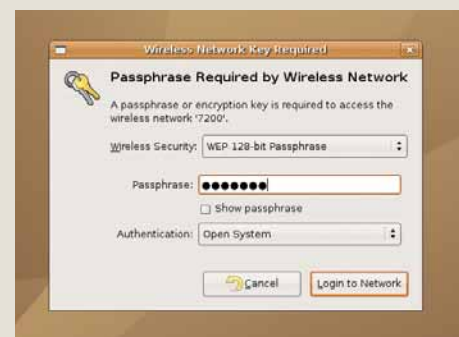 Wireless Network Key Required
Passphrase Required by Wireless Network
A passphrase or encryption key is required to access the
wireless network '7200'.
Wireless Security: WEP 128-bit Passphrase
Passphrase: ●●●●●●●
Show passphrase
Authentication: Open System
Cancel Login to Network